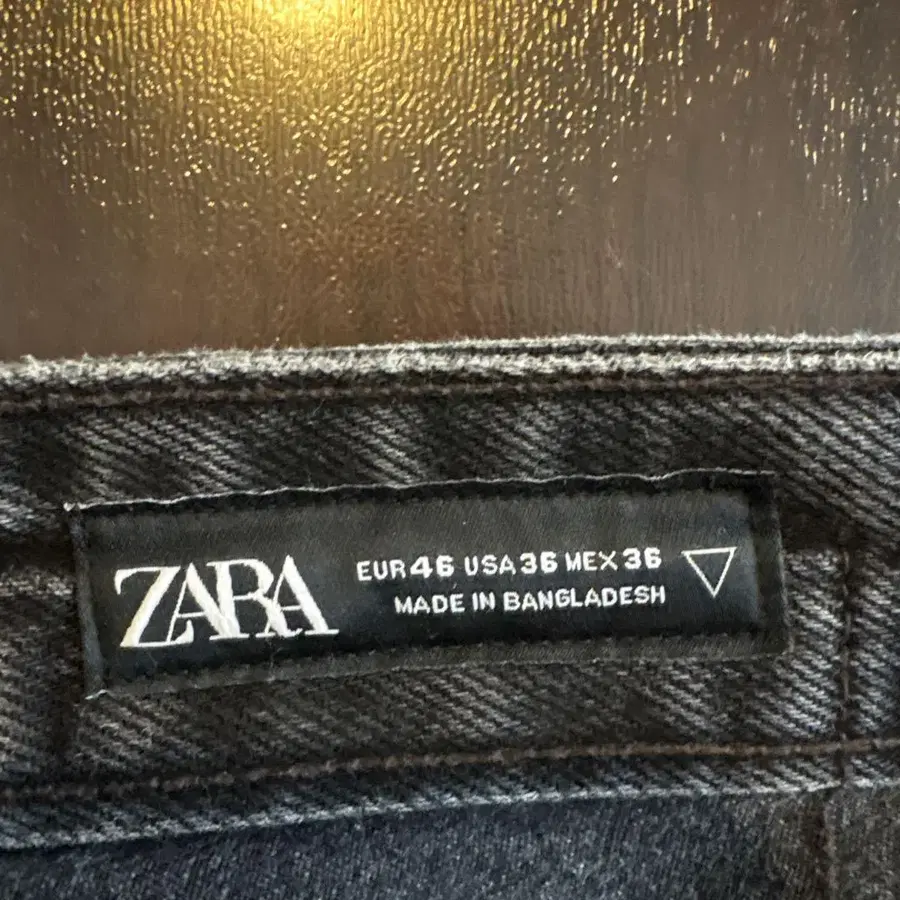 ZARA
EUR 46 USA 36 MEX 36
MADE IN BANGLADESH